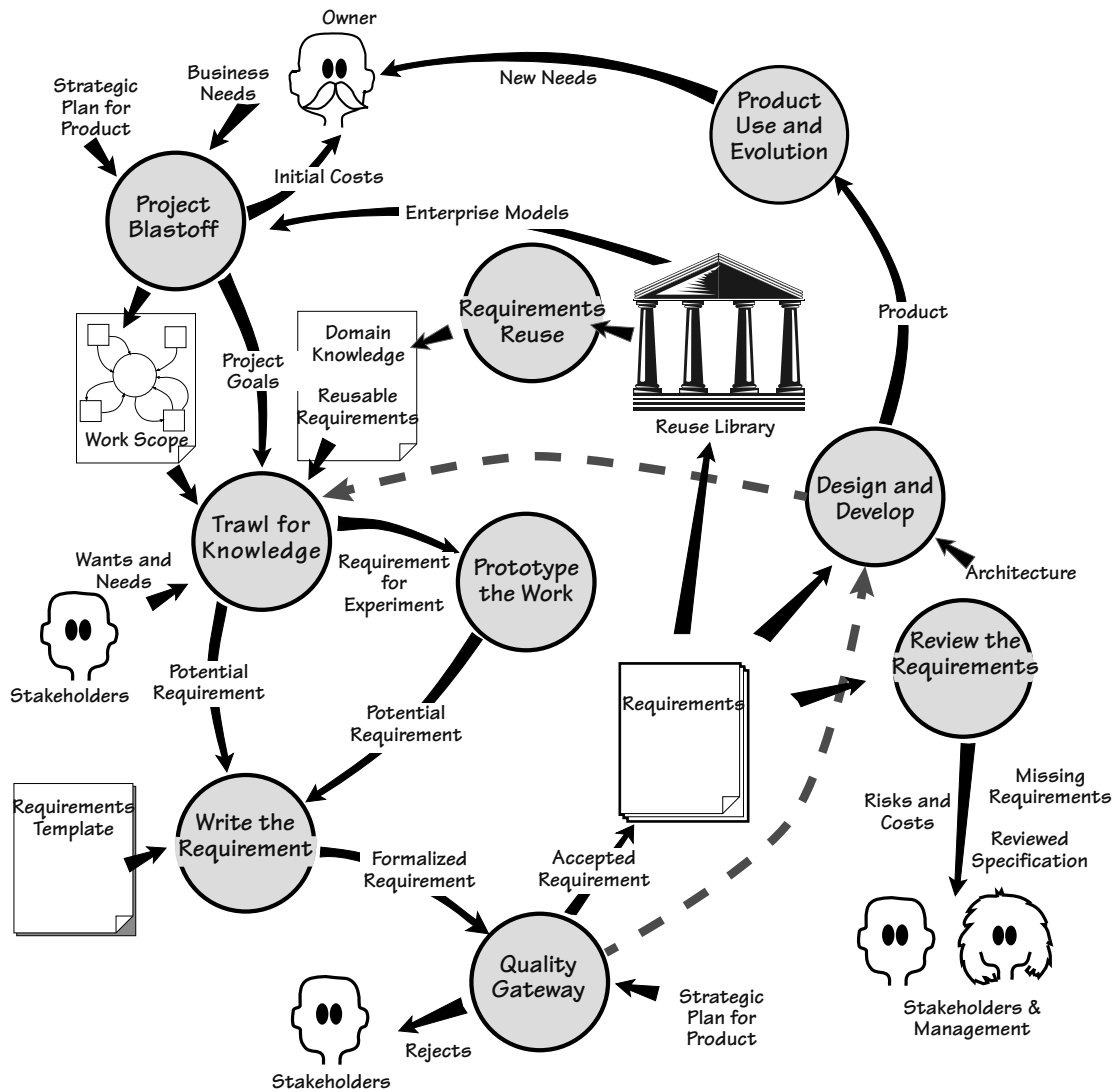 Owner
Strategic
Plan for
Product
Business
Needs
New Needs
Product
Use and
Evolution
Project
Blastoff
Initial Costs
Enterprise Models
Requirements
Reuse
Domain
Knowledge
Reusable
Requirements
Project
Goals
Product
Work Scope
Reuse Library
Trawl for
Knowledge
Design and
Develop
Wants and
Needs
Requirement
for
Experiment
Prototype
the Work
Architecture
Review the
Requirements
Stakeholders
Potential
Requirement
Potential
Requirement
Requirements
Requirements
Template
Write the
Requirement
Missing
Requirements
Risks and
Costs
Reviewed
Specification
Formalized
Requirement
Accepted
Requirement
Quality
Gateway
Strategic
Plan for
Product
Stakeholders &
Management
Rejects
Stakeholders